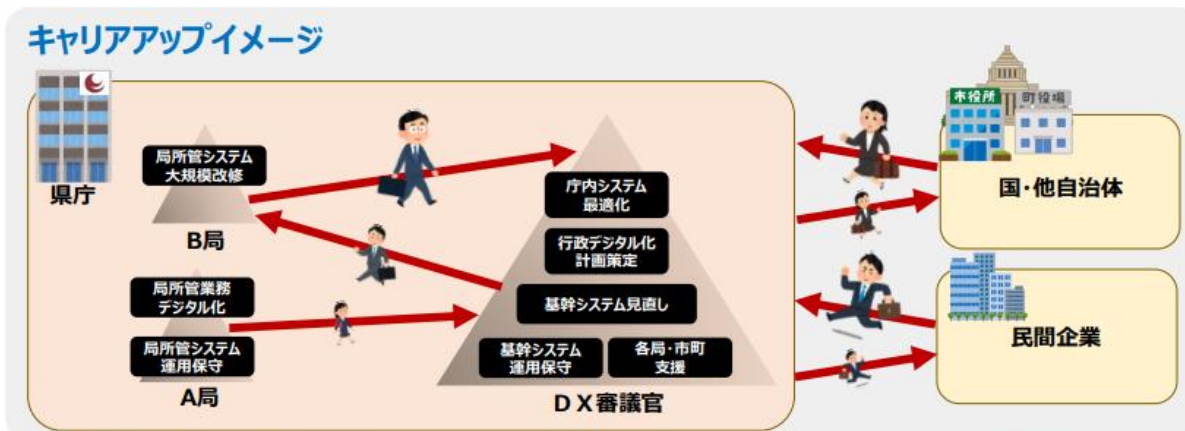 キャリアアップイメージ
県庁
局所管システム
大規模改修
B局
局所管業務
デジタル化
局所管システム
運用保守
A局
庁内システム
最適化
行政デジタル化
計画策定
基幹システム見直し
基幹システム
運用保守
各局・市町
支援
DX審議官
市役所
町役場
国・他自治体
民間企業